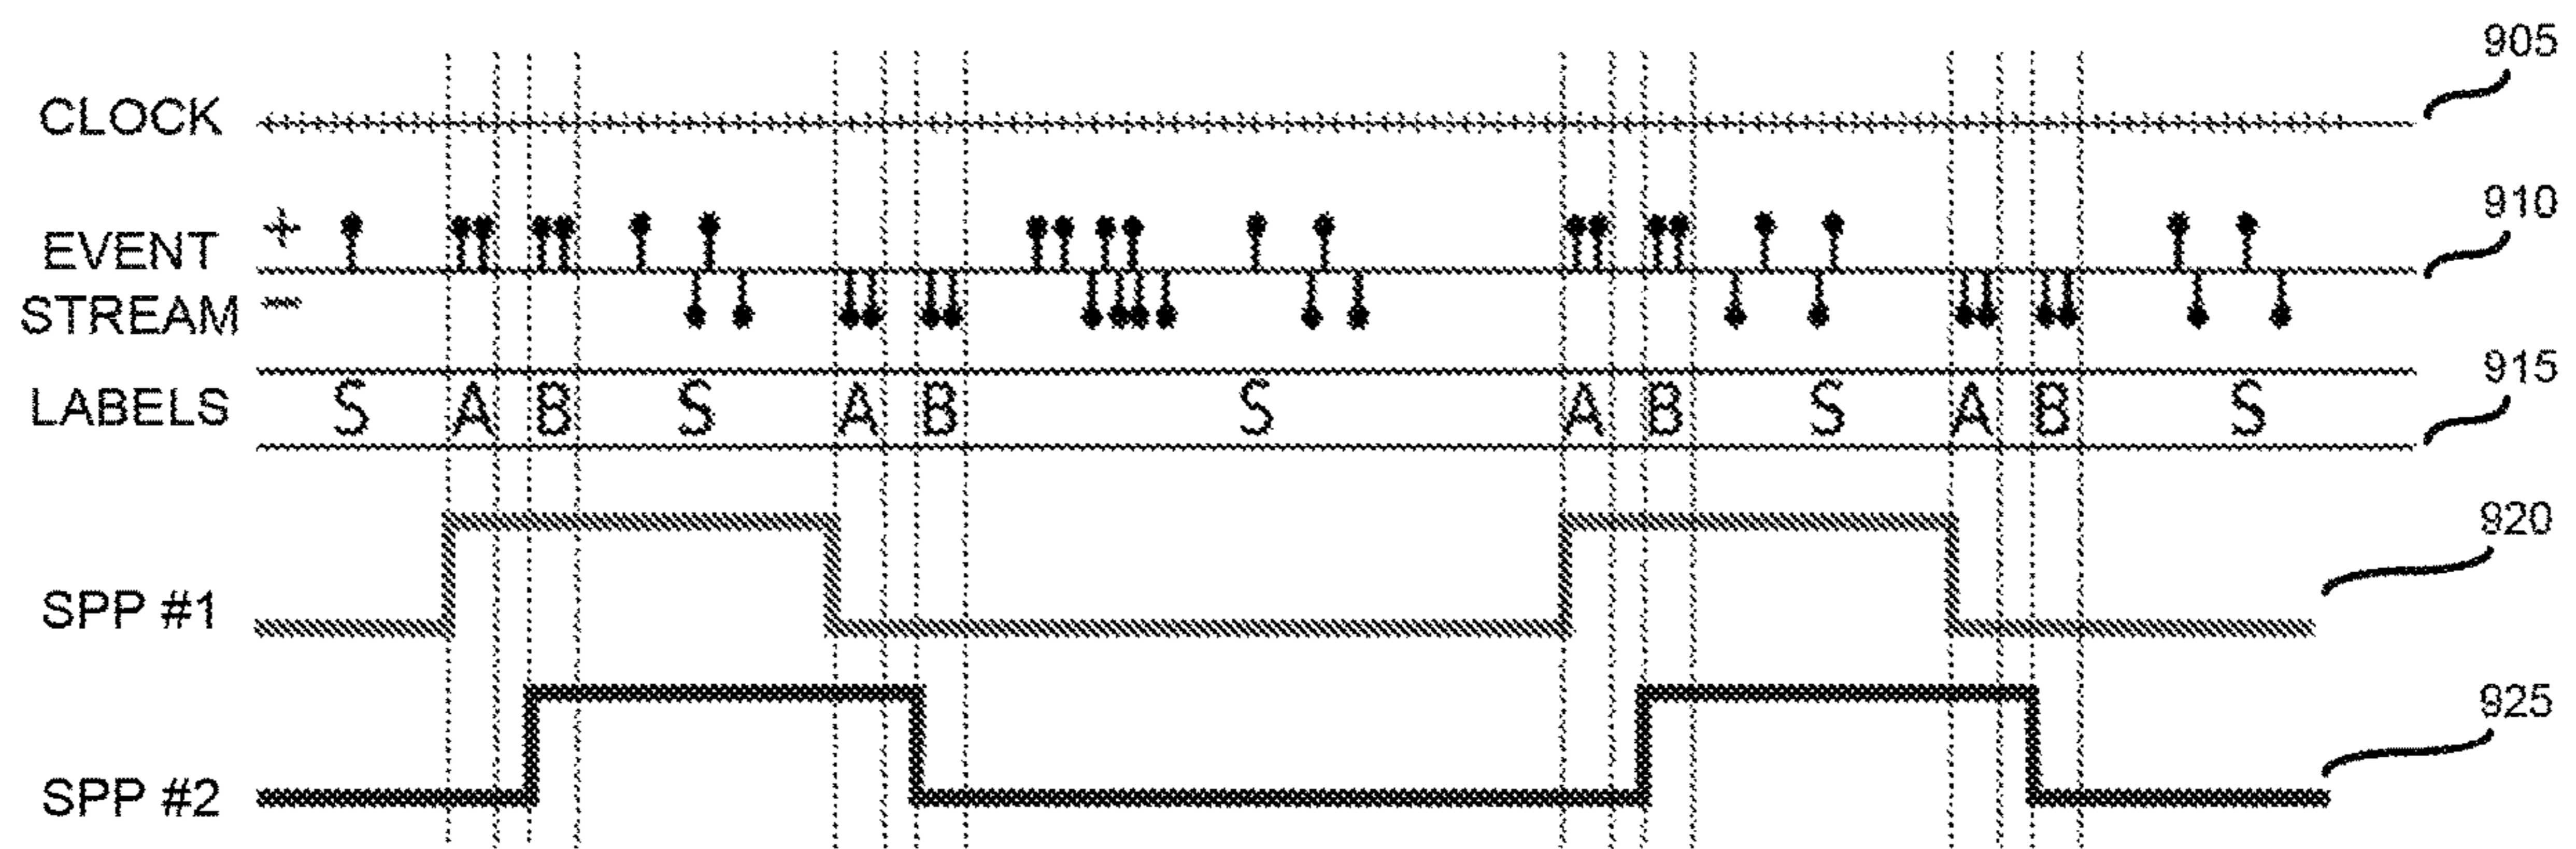 905
CLOCK
+
910
EVENT
STREAM
−
915
LABELS S A B S A B S A B S A B S
920
SPP #1
925
SPP #2